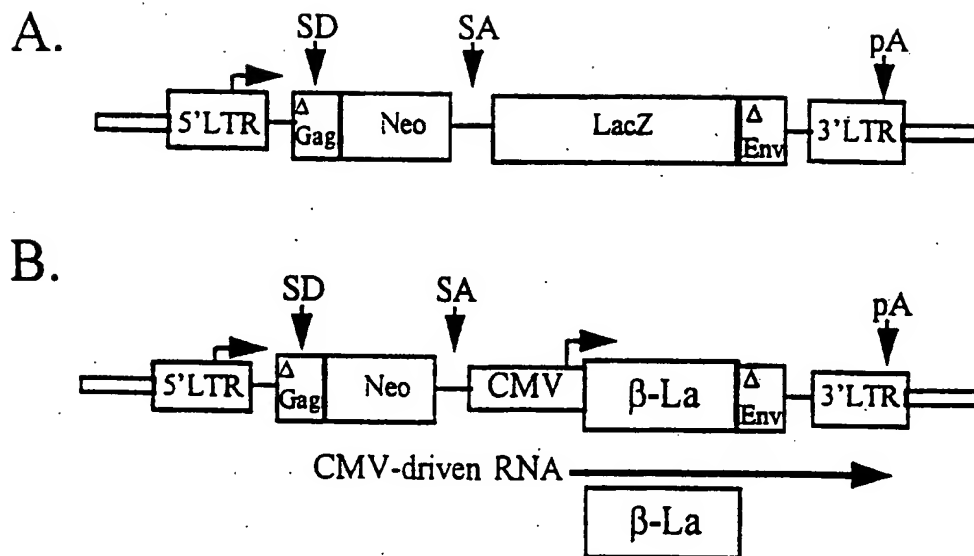 A.
SD
SA
pA
5'LTR
Δ
Gag
Neo
LacZ
Δ
Env
3'LTR
B.
SD
SA
pA
5'LTR
Δ
Gag
Neo
CMV
β-La
Δ
Env
3'LTR
CMV-driven RNA
β-La